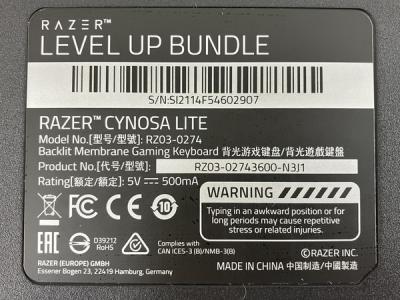 RAZER™
LEVEL UP BUNDLE
S/N:SI2114F54602907
RAZER™ CYNOSA LITE
Model No.[型号/型號]: RZ03-0274
Backlit Membrane Gaming Keyboard 背光游戏键盘/背光遊戲鍵盤
Product No.[代号/型號]: RZ03-02743600-N3J1
Rating[额定/額定]: 5V ⎓ 500mA
FC CE 10
WARNING
Typing in an awkward position or for
long periods may cause repetitive
stress or related injuries.
EAC
D39212
RoHS
Complies with
CAN ICES-3 (B)/NMB-3(B)
©RAZER INC.
RAZER (EUROPE) GMBH
Essener Bogen 23, 22419 Hamburg, Germany
MADE IN CHINA 中国制造/中國製造